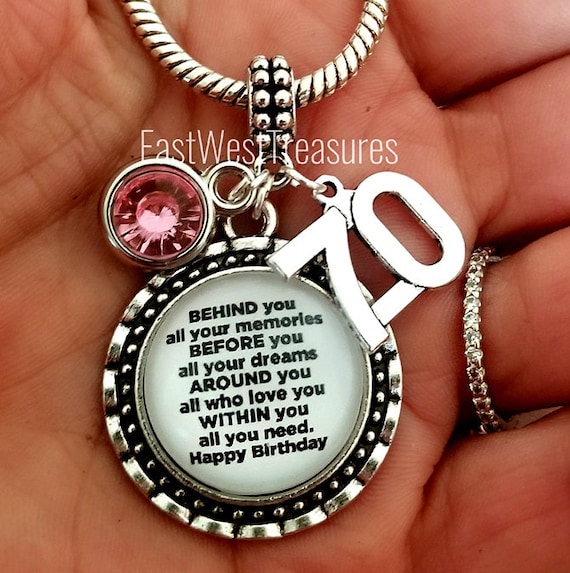 EastWestTreasures
70
BEHIND you
all your memories
BEFORE you
all your dreams
AROUND you
all who love you
WITHIN you
all you need.
Happy Birthday